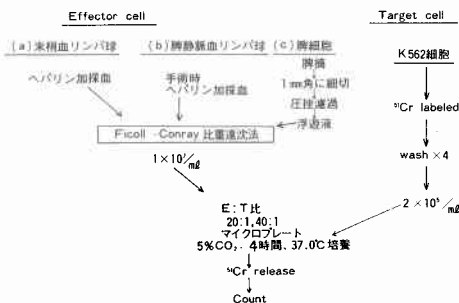 Effector cell
Target cell
(a) 末梢血リンパ球
(b) 脾静脈血リンパ球
(c) 脾細胞
ヘパリン加採血
手術時
ヘパリン加採血
脾摘
1mm角に細切
圧挫濾過
浮遊液
Ficoll-Conray 比重遠沈法
1×10⁷/ml
K562細胞
⁵¹Cr labeled
wash ×4
2×10⁵/ml
E:T比
20:1, 40:1
マイクロプレート
5%CO₂. 4時間. 37.0℃培養
⁵¹Cr release
Count